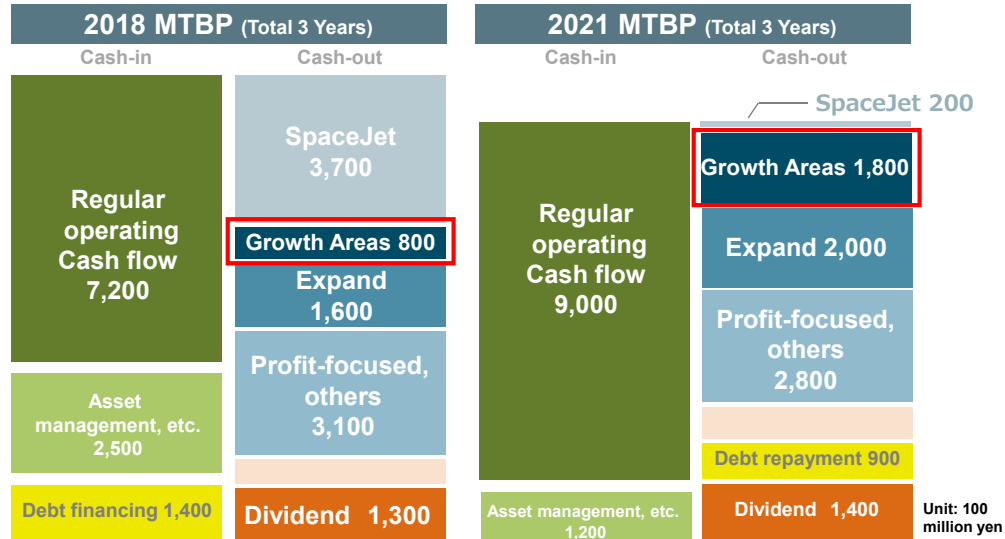 2018 MTBP (Total 3 Years)
Cash-in
Cash-out
Regular
operating
Cash flow
7,200
Asset
management, etc.
2,500
Debt financing 1,400
SpaceJet
3,700
Growth Areas 800
Expand
1,600
Profit-focused,
others
3,100
Dividend 1,300
2021 MTBP (Total 3 Years)
Cash-in
Cash-out
Regular
operating
Cash flow
9,000
Asset management, etc.
1,200
SpaceJet 200
Growth Areas 1,800
Expand 2,000
Profit-focused,
others
2,800
Debt repayment 900
Dividend 1,400
Unit: 100
million yen